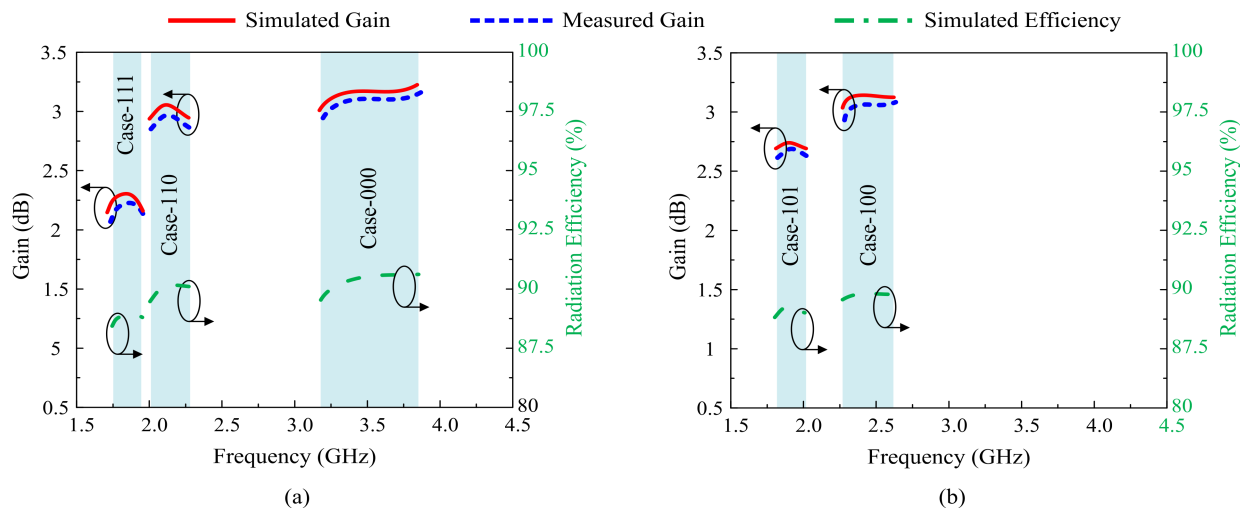 Simulated Gain Measured Gain Simulated Efficiency
3.5
3
2.5
2
1.5
5
0.5
Gain (dB)
Case-111
Case-110
Case-000
100
97.5
95
92.5
90
87.5
80
Radiation Efficiency (%)
1.5 2.0 2.5 3.0 3.5 4.0 4.5
Frequency (GHz)
(a)
3.5
3
2.5
2
1.5
1
0.5
Gain (dB)
Case-101
Case-100
100
97.5
95
92.5
90
87.5
80
Radiation Efficiency (%)
1.5 2.0 2.5 3.0 3.5 4.0 4.5
Frequency (GHz)
(b)